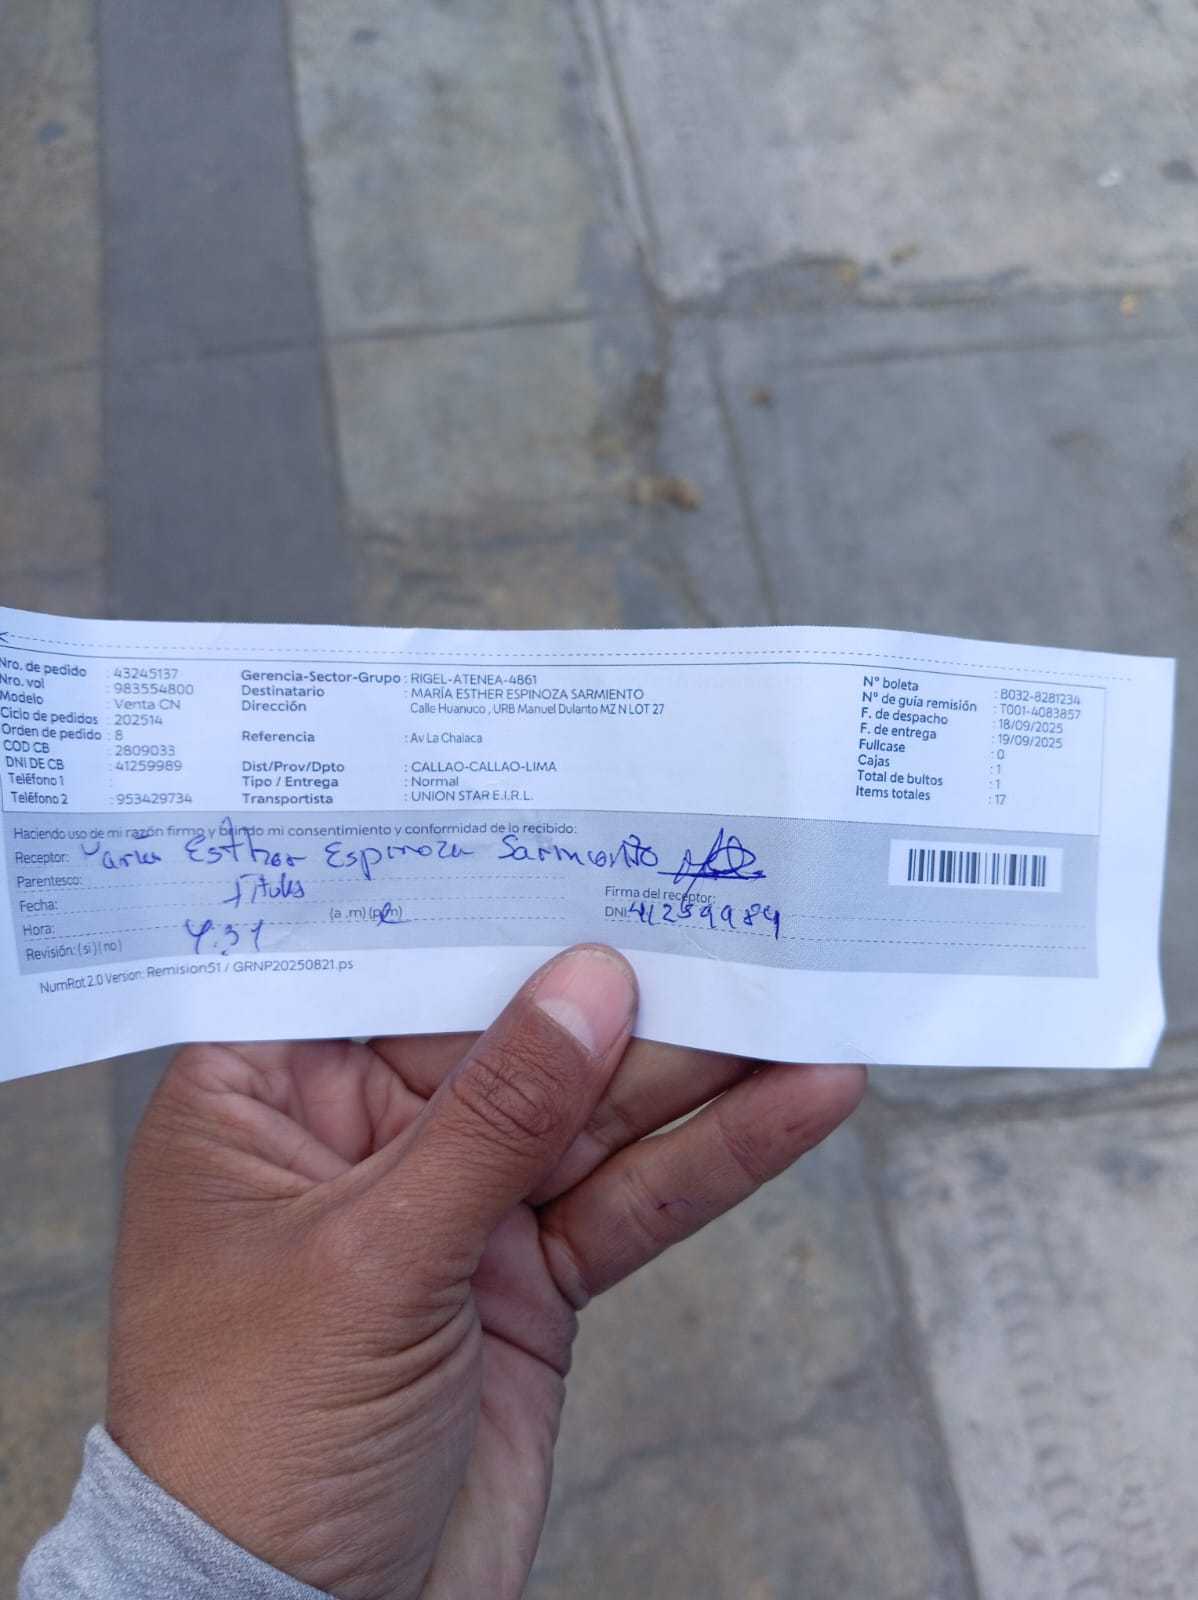 Nro. de pedido : 43245137
Nro. vol : 983554800
Modelo : Venta CN
Ciclo de pedidos : 202514
Orden de pedido : 8
COD CB : 2809033
DNI DE CB : 41259989
Teléfono 1 :
Teléfono 2 : 953429734
Gerencia-Sector-Grupo : RIGEL-ATENEA-4861
Destinatario : MARÍA ESTHER ESPINOZA SARMIENTO
Dirección : Calle Huanuco , URB Manuel Dulanto MZ N LOT 27
Referencia : Av La Chalaca
Dist/Prov/Dpto : CALLAO-CALLAO-LIMA
Tipo / Entrega : Normal
Transportista : UNION STAR E.I.R.L.
N° boleta : B032-8281234
N° de guía remisión : T001-4083857
F. de despacho : 18/09/2025
F. de entrega : 19/09/2025
Fullcase : 0
Cajas : 1
Total de bultos : 1
Items totales : 17
Haciendo uso de mi razón firmo y brindo mi consentimiento y conformidad de lo recibido:
Receptor: María Esther Espinoza Sarmiento
Parentesco: Titular
Fecha:
Hora: 4:31 (a .m) (p.m)
Revisión: ( si ) ( no )
Firma del receptor:
DNI: 41259989
NumRot 2.0 Version: Remision51 / GRNP20250821.ps